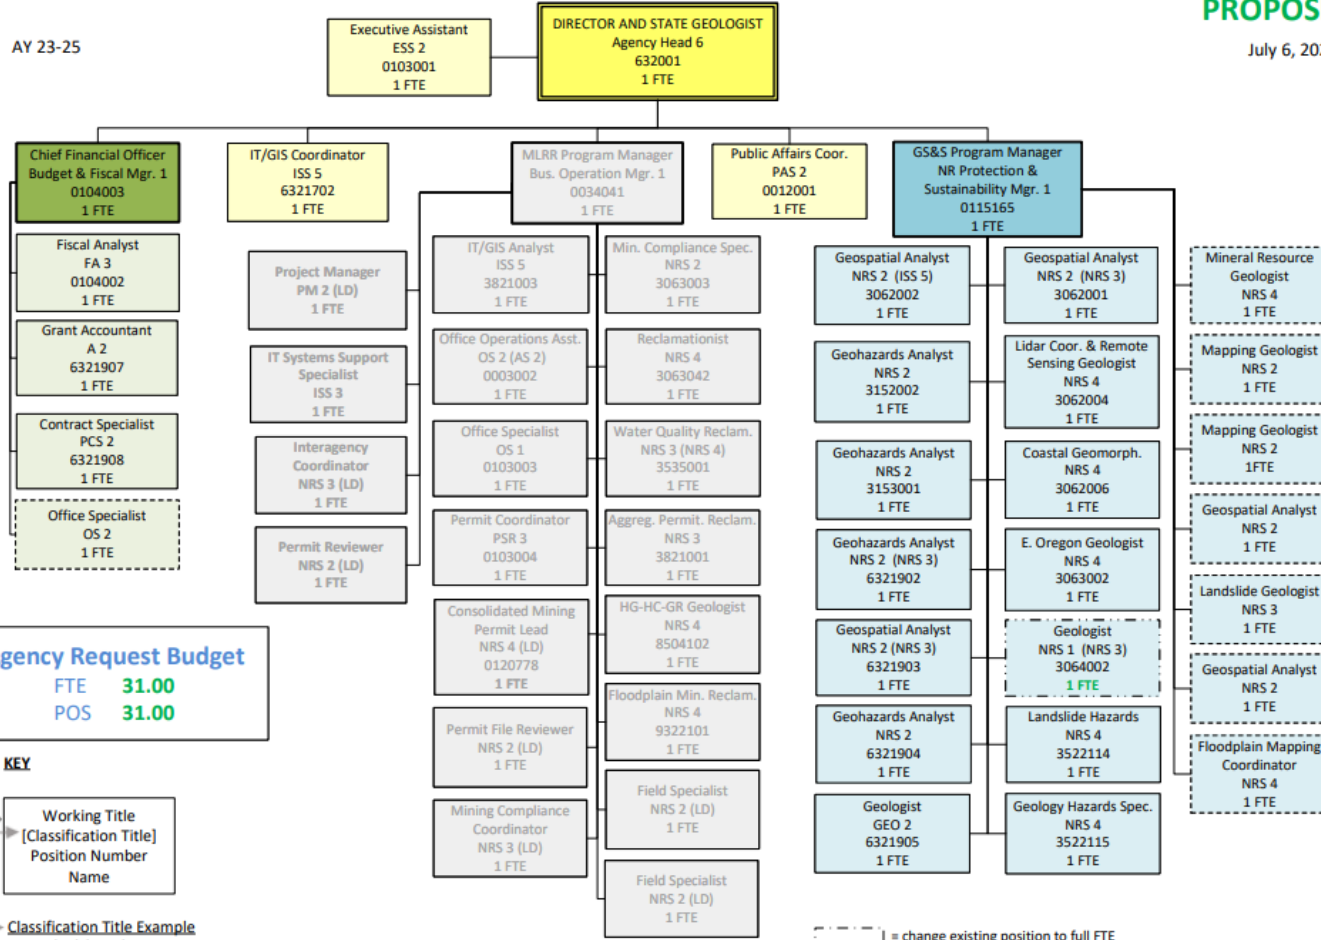 PROPOS
AY 23-25
July 6, 202
Executive Assistant
ESS 2
0103001
1 FTE
DIRECTOR AND STATE GEOLOGIST
Agency Head 6
632001
1 FTE
Chief Financial Officer
Budget & Fiscal Mgr. 1
0104003
1 FTE
IT/GIS Coordinator
ISS 5
6321702
1 FTE
MLRR Program Manager
Bus. Operation Mgr. 1
0034041
1 FTE
Public Affairs Coor.
PAS 2
0012001
1 FTE
GS&S Program Manager
NR Protection &
Sustainability Mgr. 1
0115165
1 FTE
Fiscal Analyst
FA 3
0104002
1 FTE
Grant Accountant
A 2
6321907
1 FTE
Contract Specialist
PCS 2
6321908
1 FTE
Office Specialist
OS 2
1 FTE
Project Manager
PM 2 (LD)
1 FTE
IT Systems Support
Specialist
ISS 3
1 FTE
Interagency
Coordinator
NRS 3 (LD)
1 FTE
Permit Reviewer
NRS 2 (LD)
1 FTE
IT/GIS Analyst
ISS 5
3821003
1 FTE
Office Operations Asst.
OS 2 (AS 2)
0003002
1 FTE
Office Specialist
OS 1
0103003
1 FTE
Permit Coordinator
PSR 3
0103004
1 FTE
Consolidated Mining
Permit Lead
NRS 4 (LD)
0120778
1 FTE
Permit File Reviewer
NRS 2 (LD)
1 FTE
Mining Compliance
Coordinator
NRS 3 (LD)
1 FTE
Min. Compliance Spec.
NRS 2
3063003
1 FTE
Reclamationist
NRS 4
3063042
1 FTE
Water Quality Reclam.
NRS 3 (NRS 4)
3535001
1 FTE
Aggreg. Permit. Reclam.
NRS 3
3821001
1 FTE
HG-HC-GR Geologist
NRS 4
8504102
1 FTE
Floodplain Min. Reclam.
NRS 4
9322101
1 FTE
Field Specialist
NRS 2 (LD)
1 FTE
Field Specialist
NRS 2 (LD)
1 FTE
Geospatial Analyst
NRS 2 (ISS 5)
3062002
1 FTE
Geohazards Analyst
NRS 2
3152002
1 FTE
Geohazards Analyst
NRS 2
3153001
1 FTE
Geohazards Analyst
NRS 2 (NRS 3)
6321902
1 FTE
Geospatial Analyst
NRS 2 (NRS 3)
6321903
1 FTE
Geohazards Analyst
NRS 2
6321904
1 FTE
Geologist
GEO 2
6321905
1 FTE
Geospatial Analyst
NRS 2 (NRS 3)
3062001
1 FTE
Lidar Coor. & Remote
Sensing Geologist
NRS 4
3062004
1 FTE
Coastal Geomorph.
NRS 4
3062006
1 FTE
E. Oregon Geologist
NRS 4
3063002
1 FTE
Geologist
NRS 1 (NRS 3)
3064002
1 FTE
Landslide Hazards
NRS 4
3522114
1 FTE
Geology Hazards Spec.
NRS 4
3522115
1 FTE
Mineral Resource
Geologist
NRS 4
1 FTE
Mapping Geologist
NRS 2
1 FTE
Mapping Geologist
NRS 2
1FTE
Geospatial Analyst
NRS 2
1 FTE
Landslide Geologist
NRS 3
1 FTE
Geospatial Analyst
NRS 2
1 FTE
Floodplain Mapping
Coordinator
NRS 4
1 FTE
gency Request Budget
FTE 31.00
POS 31.00
KEY
Working Title
[Classification Title]
Position Number
Name
Classification Title Example
= change existing position to full FTE